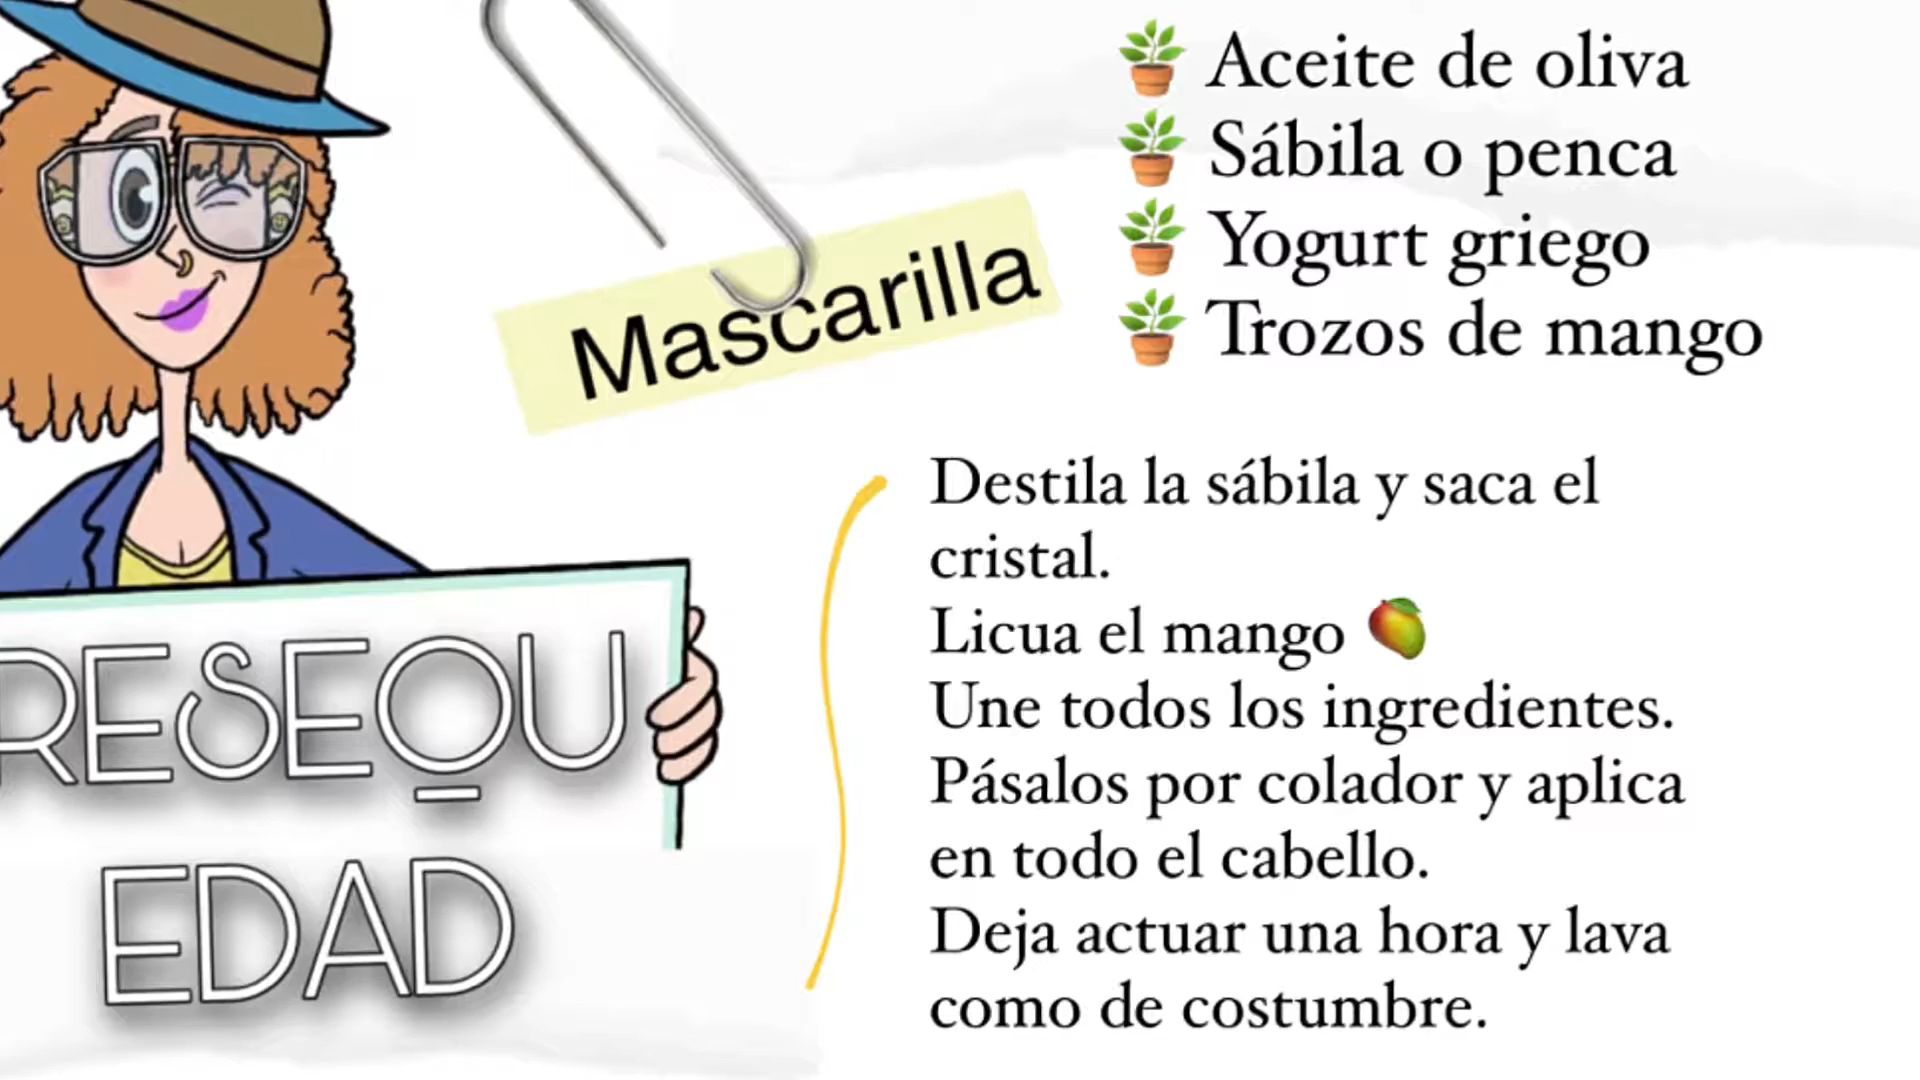 Aceite de oliva
Sábila o penca
Yogurt griego
Trozos de mango
Mascarilla
Destila la sábila y saca el
cristal.
Licua el mango
Une todos los ingredientes.
Pásalos por colador y aplica
en todo el cabello.
Deja actuar una hora y lava
como de costumbre.
RESEQU
EDAD